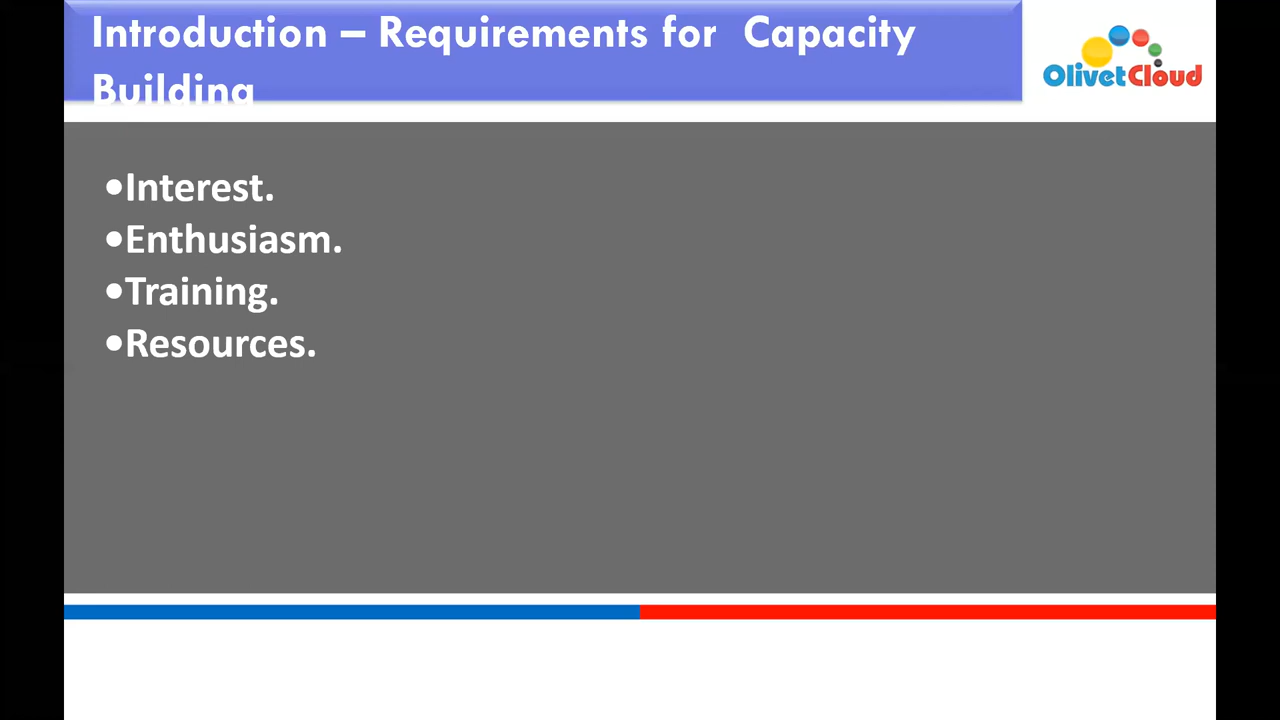 Introduction – Requirements for  Capacity
Building
OlivetCloud
•Interest.
•Enthusiasm.
•Training.
•Resources.